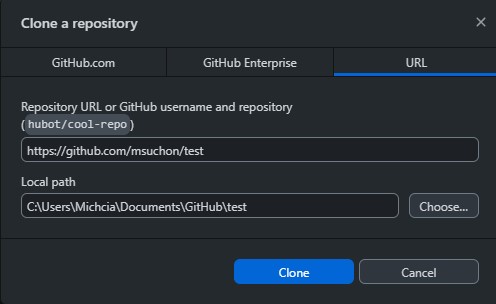 Clone a repository
GitHub.com
GitHub Enterprise
URL
Repository URL or GitHub username and repository
(hubot/cool-repo)
https://github.com/msuchon/test
Local path
C:\Users\Michcia\Documents\GitHub\test
Choose...
Clone
Cancel